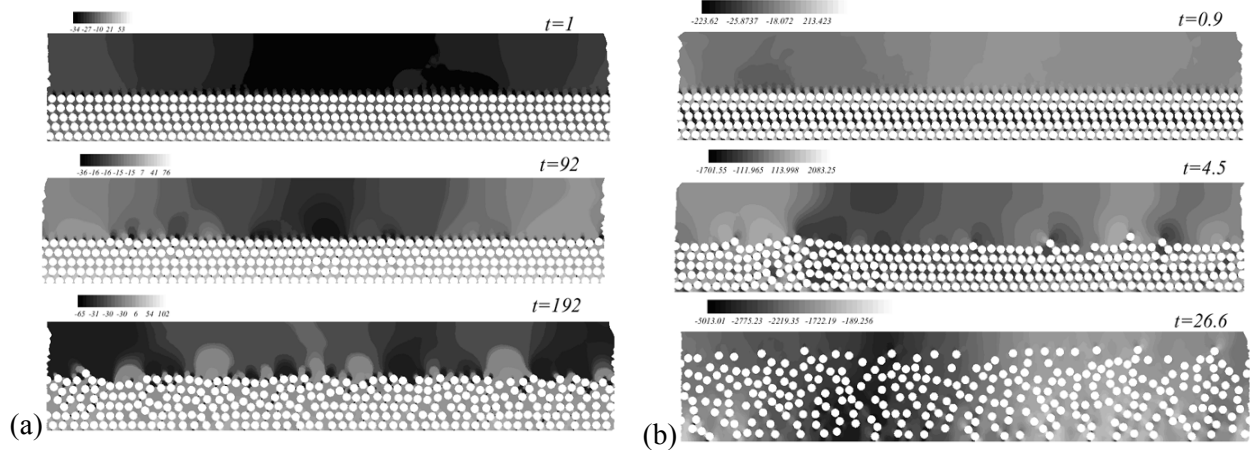 t=1
-34 -27 -10 21 53
t=92
-36 -16 -16 -15 -15 7 41 76
t=192
-65 -31 -30 -30 6 54 102
(a)
t=0.9
-223.62 -25.8737 -18.072 213.423
t=4.5
-1701.55 -111.965 113.998 2083.25
t=26.6
-5013.01 -2775.23 -2219.35 -1722.19 -189.256
(b)